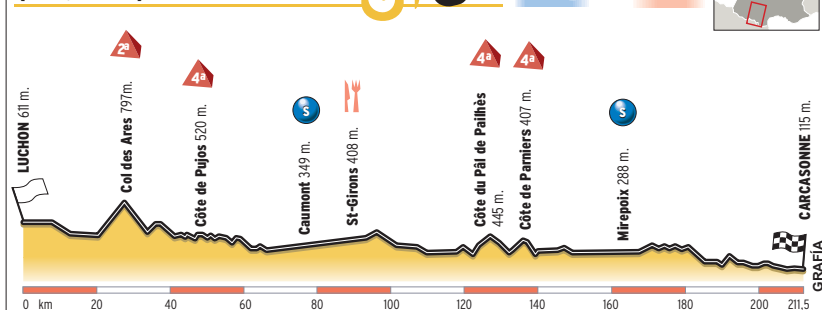 2ª
4ª
4ª
4ª
S
S
LUCHON 611 m.
Col des Ares 797m.
Côte de Pujos 520 m.
Caumont 349 m.
St-Girons 408 m.
Côte du Pâl de Pailhès
445 m.
Côte de Parniers 407 m.
Mirepoix 288 m.
CARCASONNE 115 m.
GRAFÍA
0 km 20 40 60 80 100 120 140 160 180 200 211,5